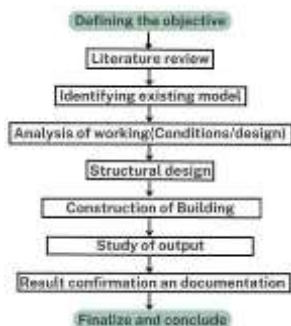 Defining the objective
Literature review
Identifying existing model
Analysis of working(Conditions/design)
Structural design
Construction of Building
Study of output
Result confirmation an documentation
Finalize and conclude